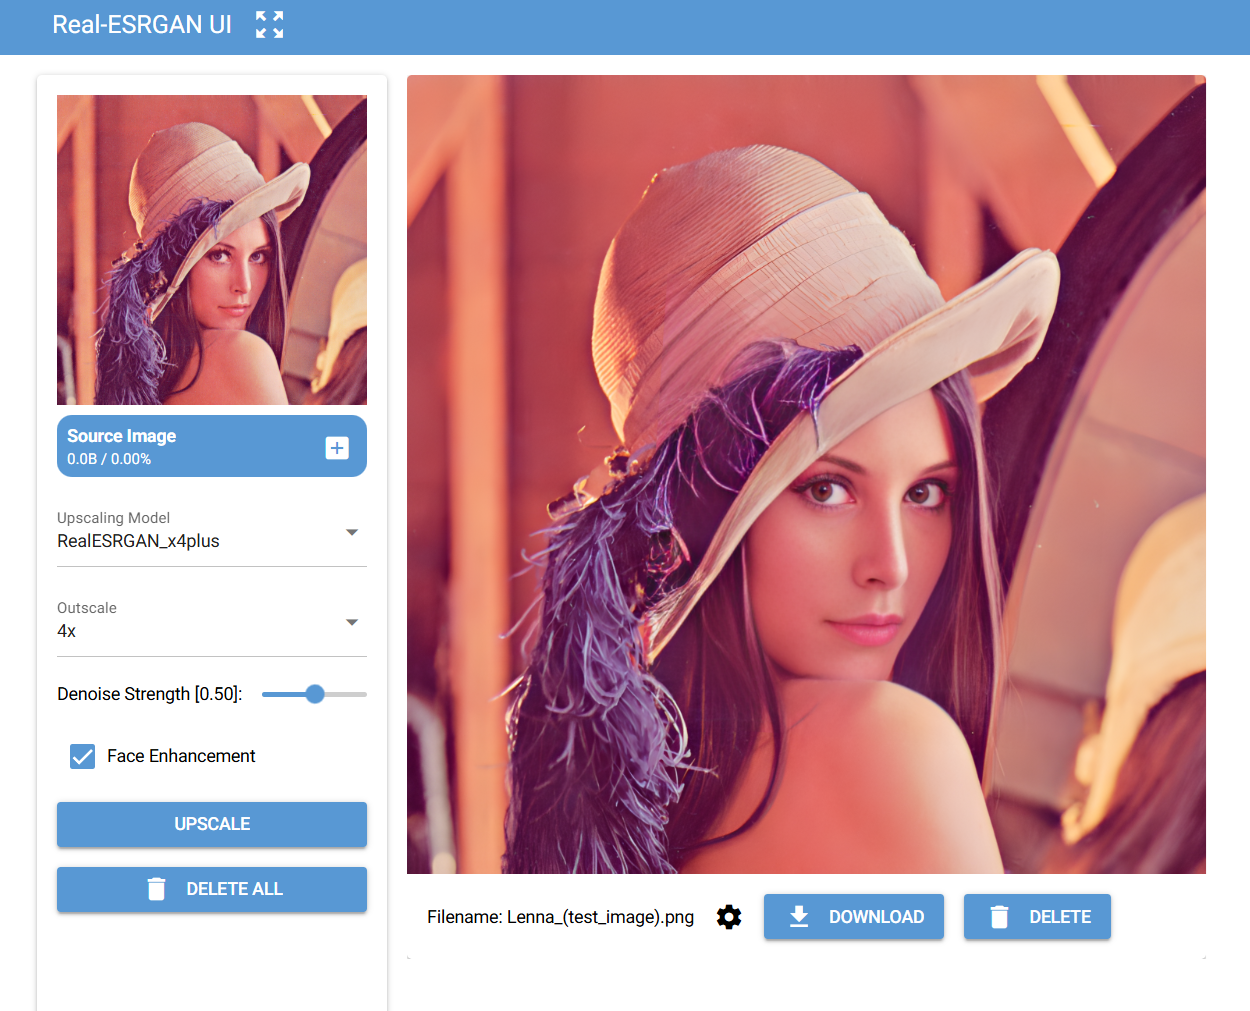 Real-ESRGAN UI
Source Image
0.0B / 0.00%
Upscaling Model
RealESRGAN_x4plus
Outscale
4x
Denoise Strength [0.50]:
Face Enhancement
UPSCALE
DELETE ALL
Filename: Lenna_(test_image).png
DOWNLOAD
DELETE